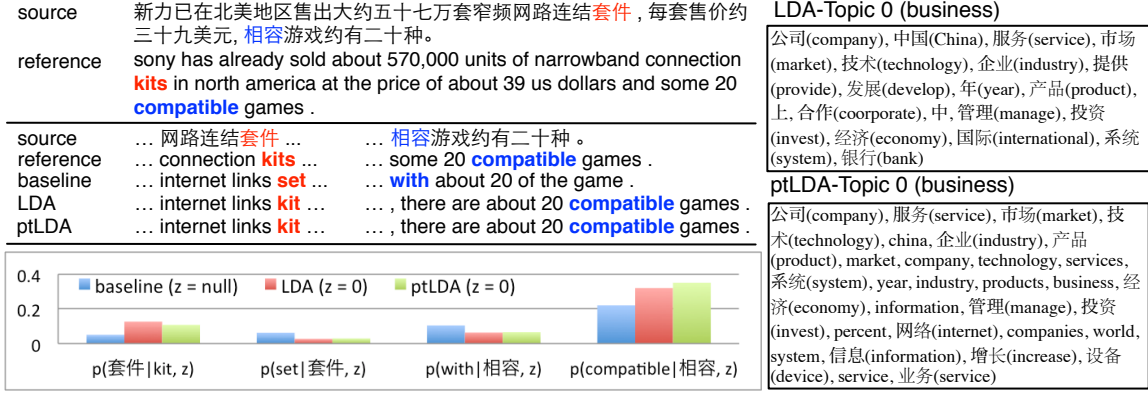 source 新力已在北美地区售出大约五十七万套窄频网路连结套件 , 每套售价约
三十九美元, 相容游戏约有二十种。
reference sony has already sold about 570,000 units of narrowband connection
kits in north america at the price of about 39 us dollars and some 20
compatible games .
source … 网路连结套件 … … 相容游戏约有二十种 。
reference … connection kits ... … some 20 compatible games .
baseline … internet links set ... … with about 20 of the game .
LDA … internet links kit … … , there are about 20 compatible games .
ptLDA … internet links kit … … , there are about 20 compatible games .
0.4
baseline (z = null) LDA (z = 0) ptLDA (z = 0)
0.2
0
p(套件|kit, z) p(set|套件, z) p(with|相容, z) p(compatible|相容, z)
LDA-Topic 0 (business)
公司(company), 中国(China), 服务(service), 市场
(market), 技术(technology), 企业(industry), 提供
(provide), 发展(develop), 年(year), 产品(product),
上, 合作(coorporate), 中, 管理(manage), 投资
(invest), 经济(economy), 国际(international), 系统
(system), 银行(bank)
ptLDA-Topic 0 (business)
公司(company), 服务(service), 市场(market), 技
术(technology), china, 企业(industry), 产品
(product), market, company, technology, services,
系统(system), year, industry, products, business, 经
济(economy), information, 管理(manage), 投资
(invest), percent, 网络(internet), companies, world,
system, 信息(information), 增长(increase), 设备
(device), service, 业务(service)